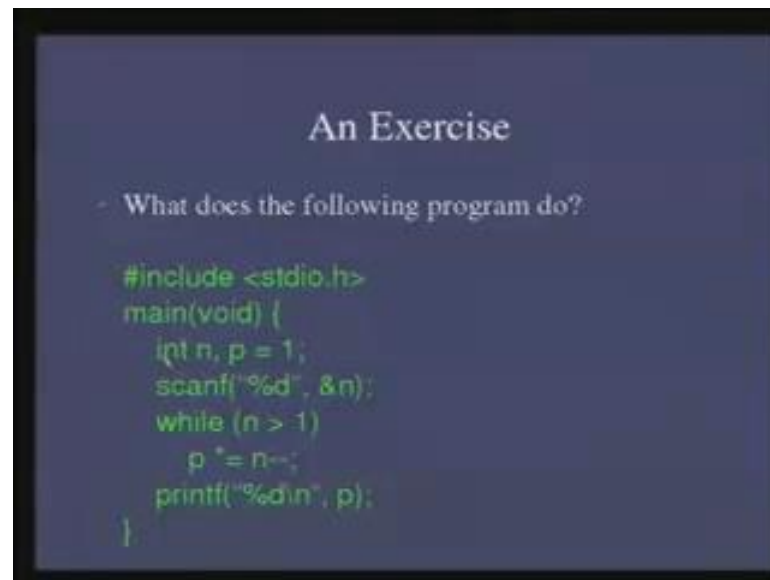 An Exercise
- What does the following program do?
#include <stdio.h>
main(void) {
int n, p = 1;
scanf("%d", &n);
while (n > 1)
p *= n--;
printf("%d\n", p);
}